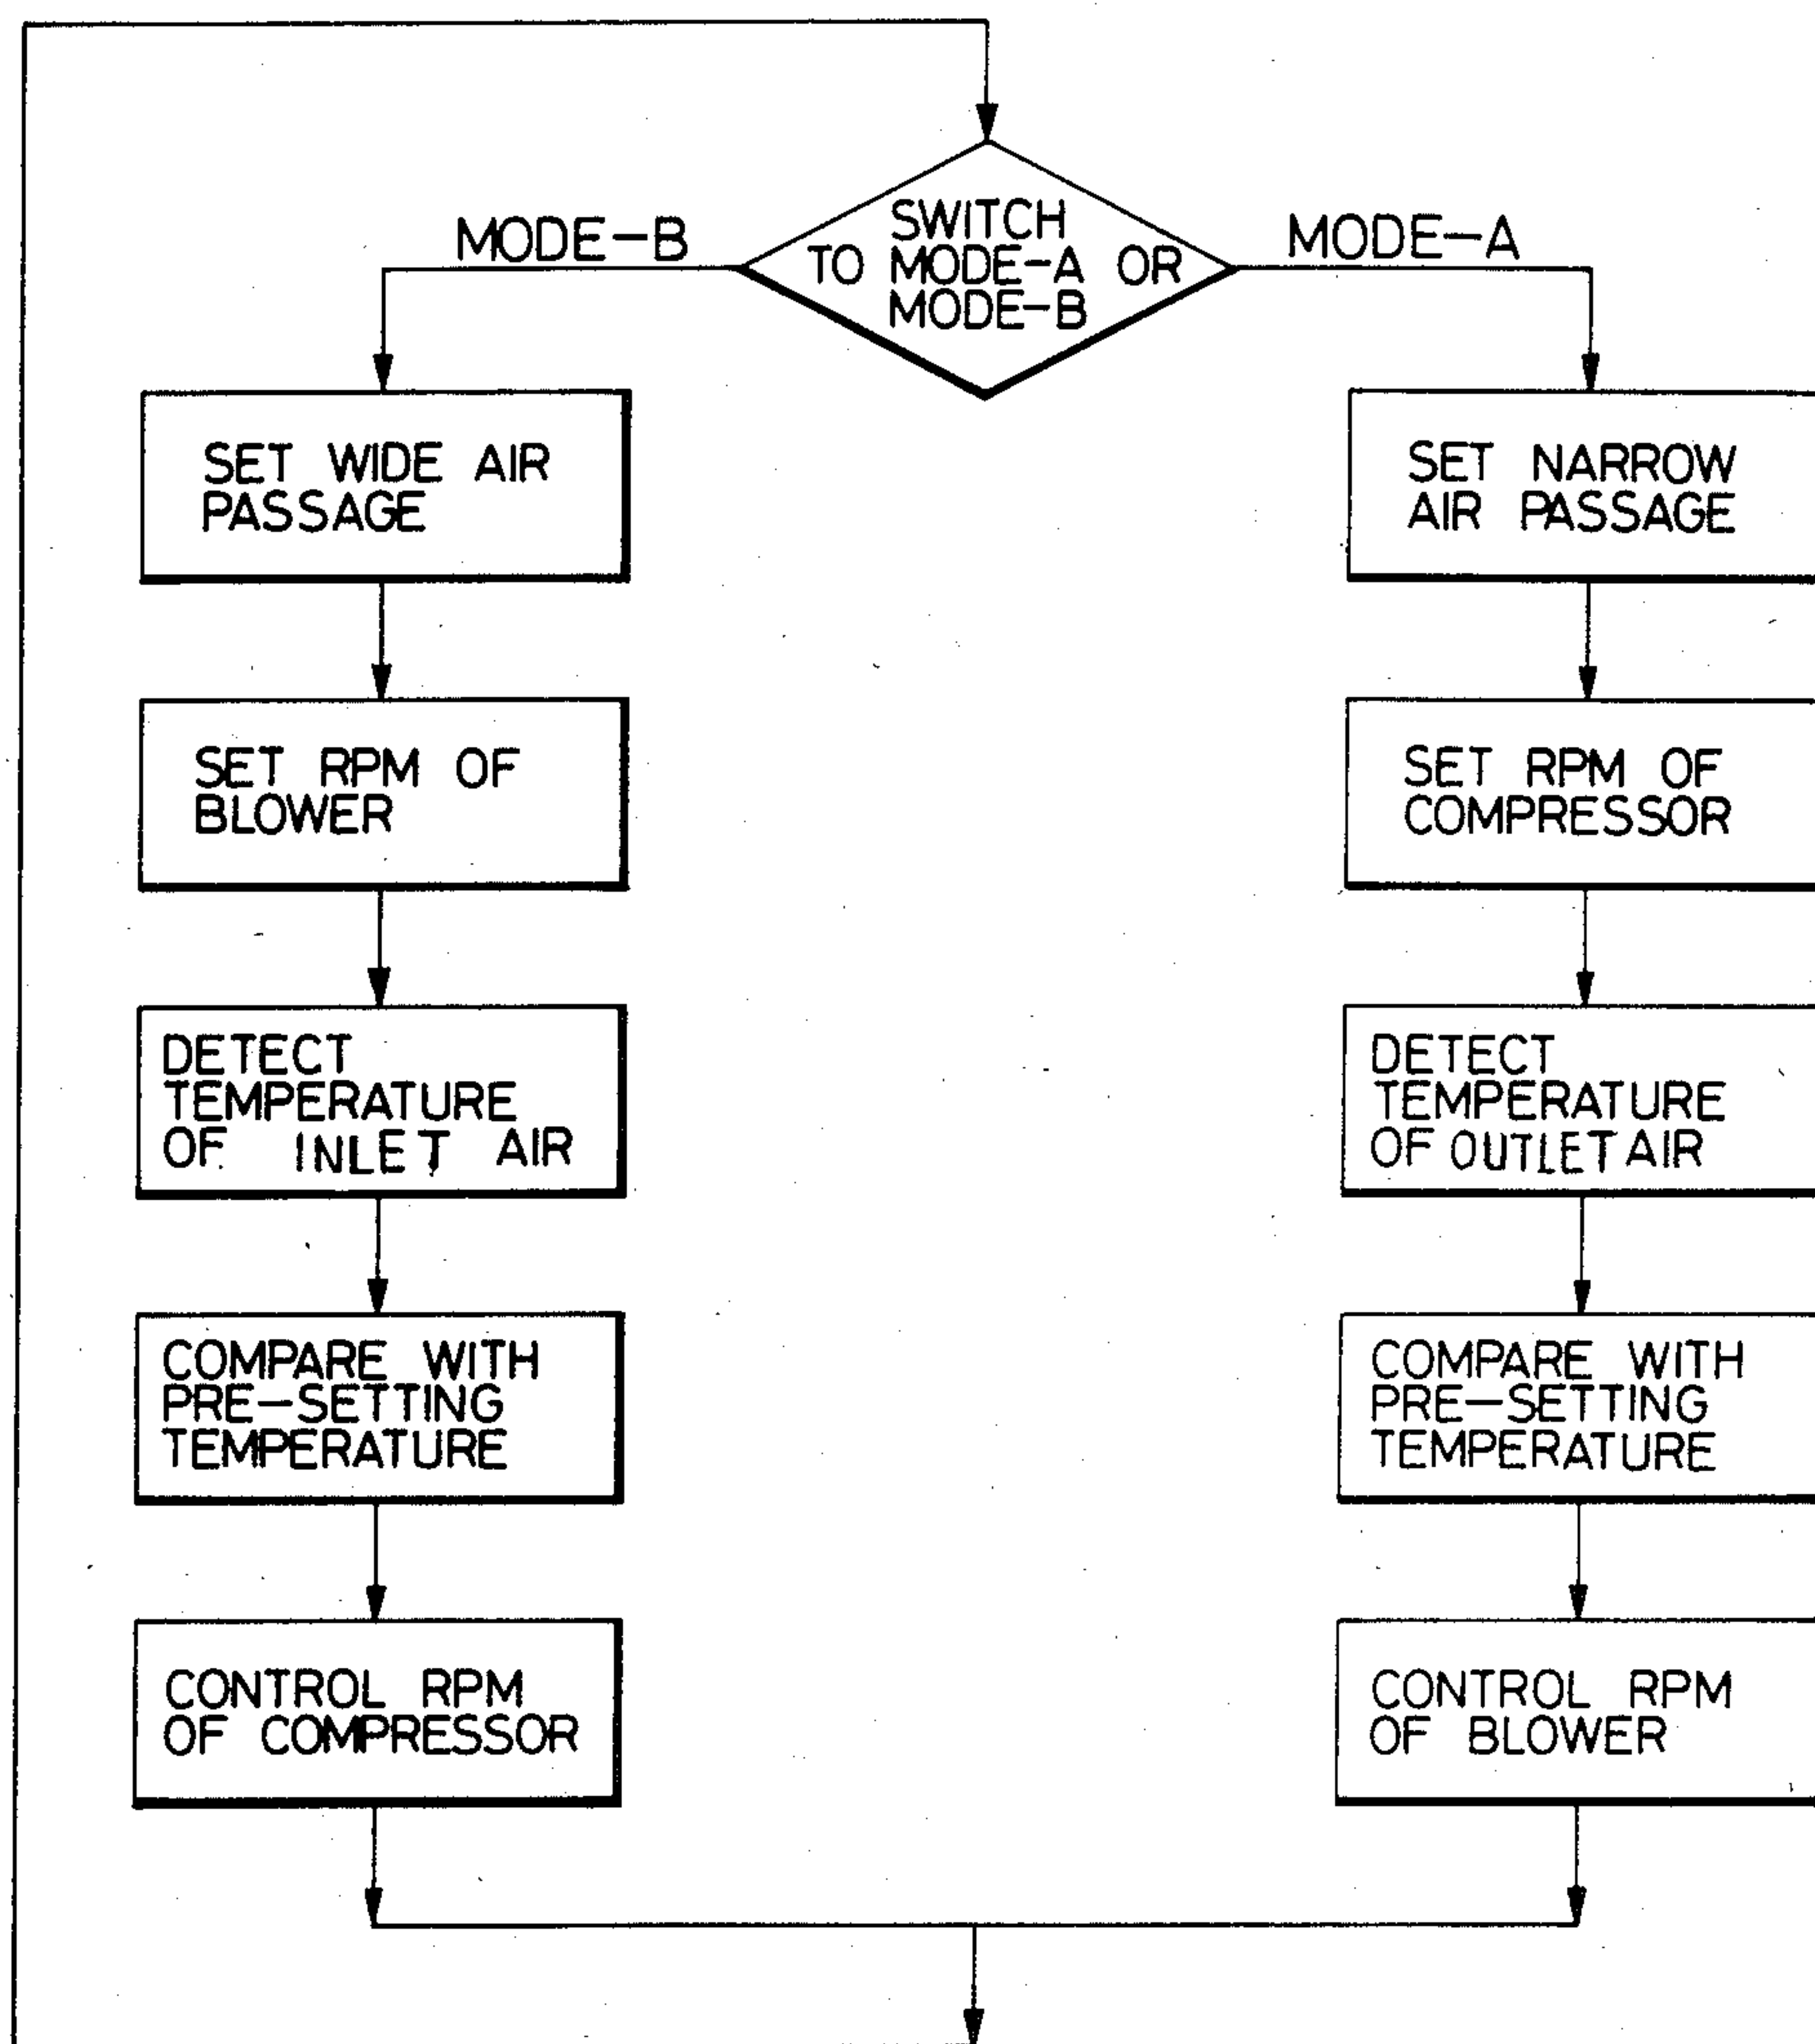 SWITCH
TO MODE-A OR
MODE-B
MODE-B
SET WIDE AIR
PASSAGE
SET RPM OF
BLOWER
DETECT
TEMPERATURE
OF INLET AIR
COMPARE WITH
PRE-SETTING
TEMPERATURE
CONTROL RPM
OF COMPRESSOR
MODE-A
SET NARROW
AIR PASSAGE
SET RPM OF
COMPRESSOR
DETECT
TEMPERATURE
OF OUTLET AIR
COMPARE WITH
PRE-SETTING
TEMPERATURE
CONTROL RPM
OF BLOWER